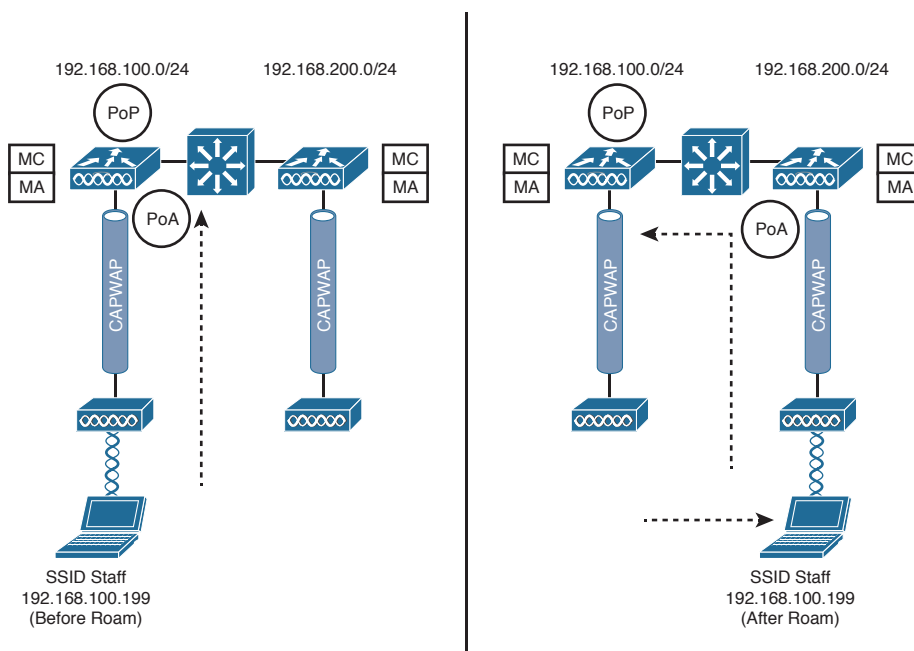 192.168.100.0/24
192.168.200.0/24
PoP
MC
MA
MC
MA
PoA
CAPWAP
CAPWAP
SSID Staff
192.168.100.199
(Before Roam)
192.168.100.0/24
192.168.200.0/24
PoP
MC
MA
MC
MA
PoA
CAPWAP
CAPWAP
SSID Staff
192.168.100.199
(After Roam)